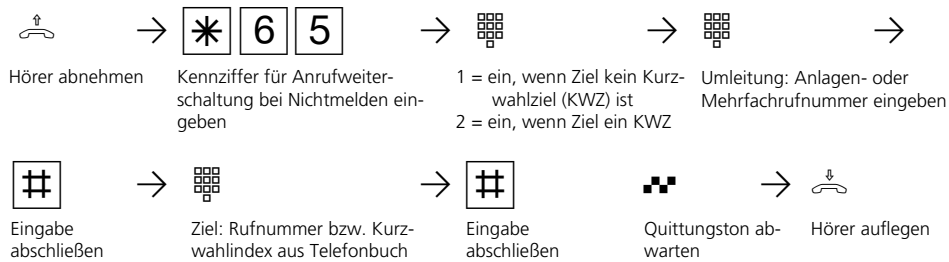 * 6 5
Hörer abnehmen
Kennziffer für Anrufweiter-
schaltung bei Nichtmelden ein-
geben
1 = ein, wenn Ziel kein Kurz-
wahlziel (KWZ) ist
2 = ein, wenn Ziel ein KWZ
Umleitung: Anlagen- oder
Mehrfachrufnummer eingeben
#
Eingabe
abschließen
Ziel: Rufnummer bzw. Kurz-
wahlindex aus Telefonbuch
#
Eingabe
abschließen
Quittungston ab-
warten
Hörer auflegen